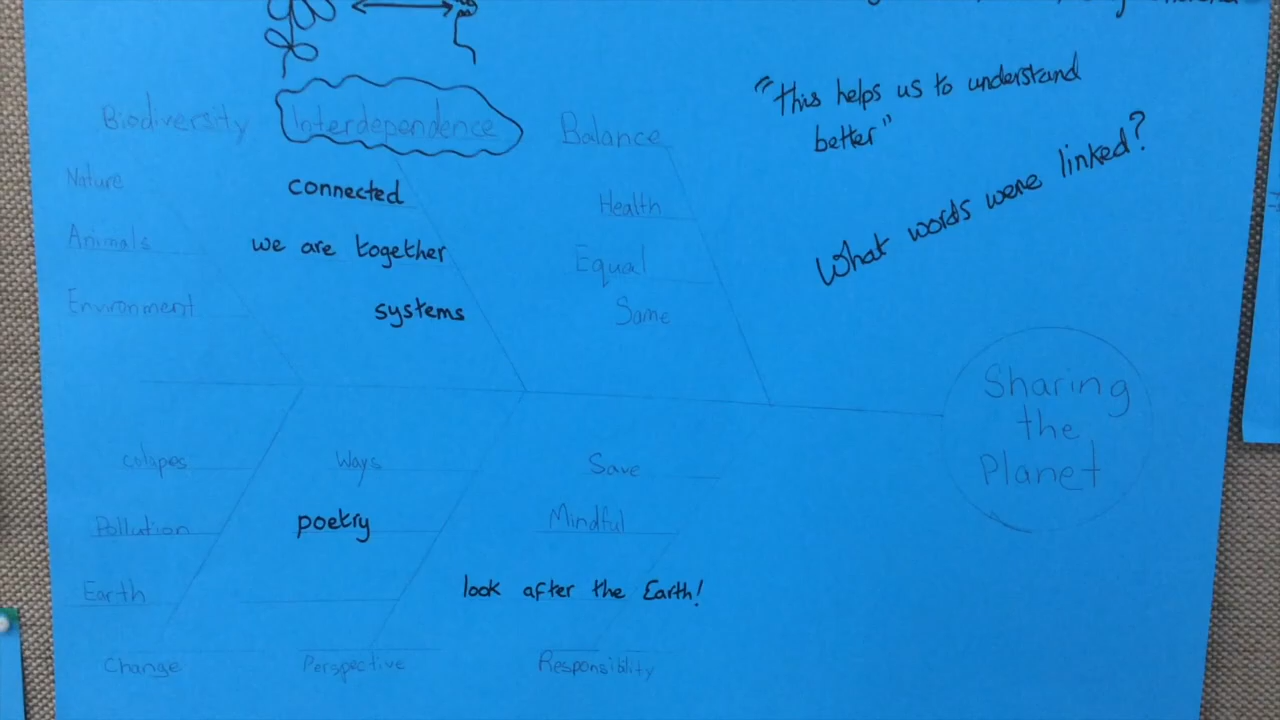 Biodiversity
Interdependence
Balance
"This helps us to understand
better"
What words were linked?
Nature
Animals
Environment
connected
we are together
systems
Health
Equal
Same
Sharing
the
Planet
colapes
Pollution
Earth
Change
Ways
poetry
Perspective
Save
Mindful
look after the Earth!
Responsibility